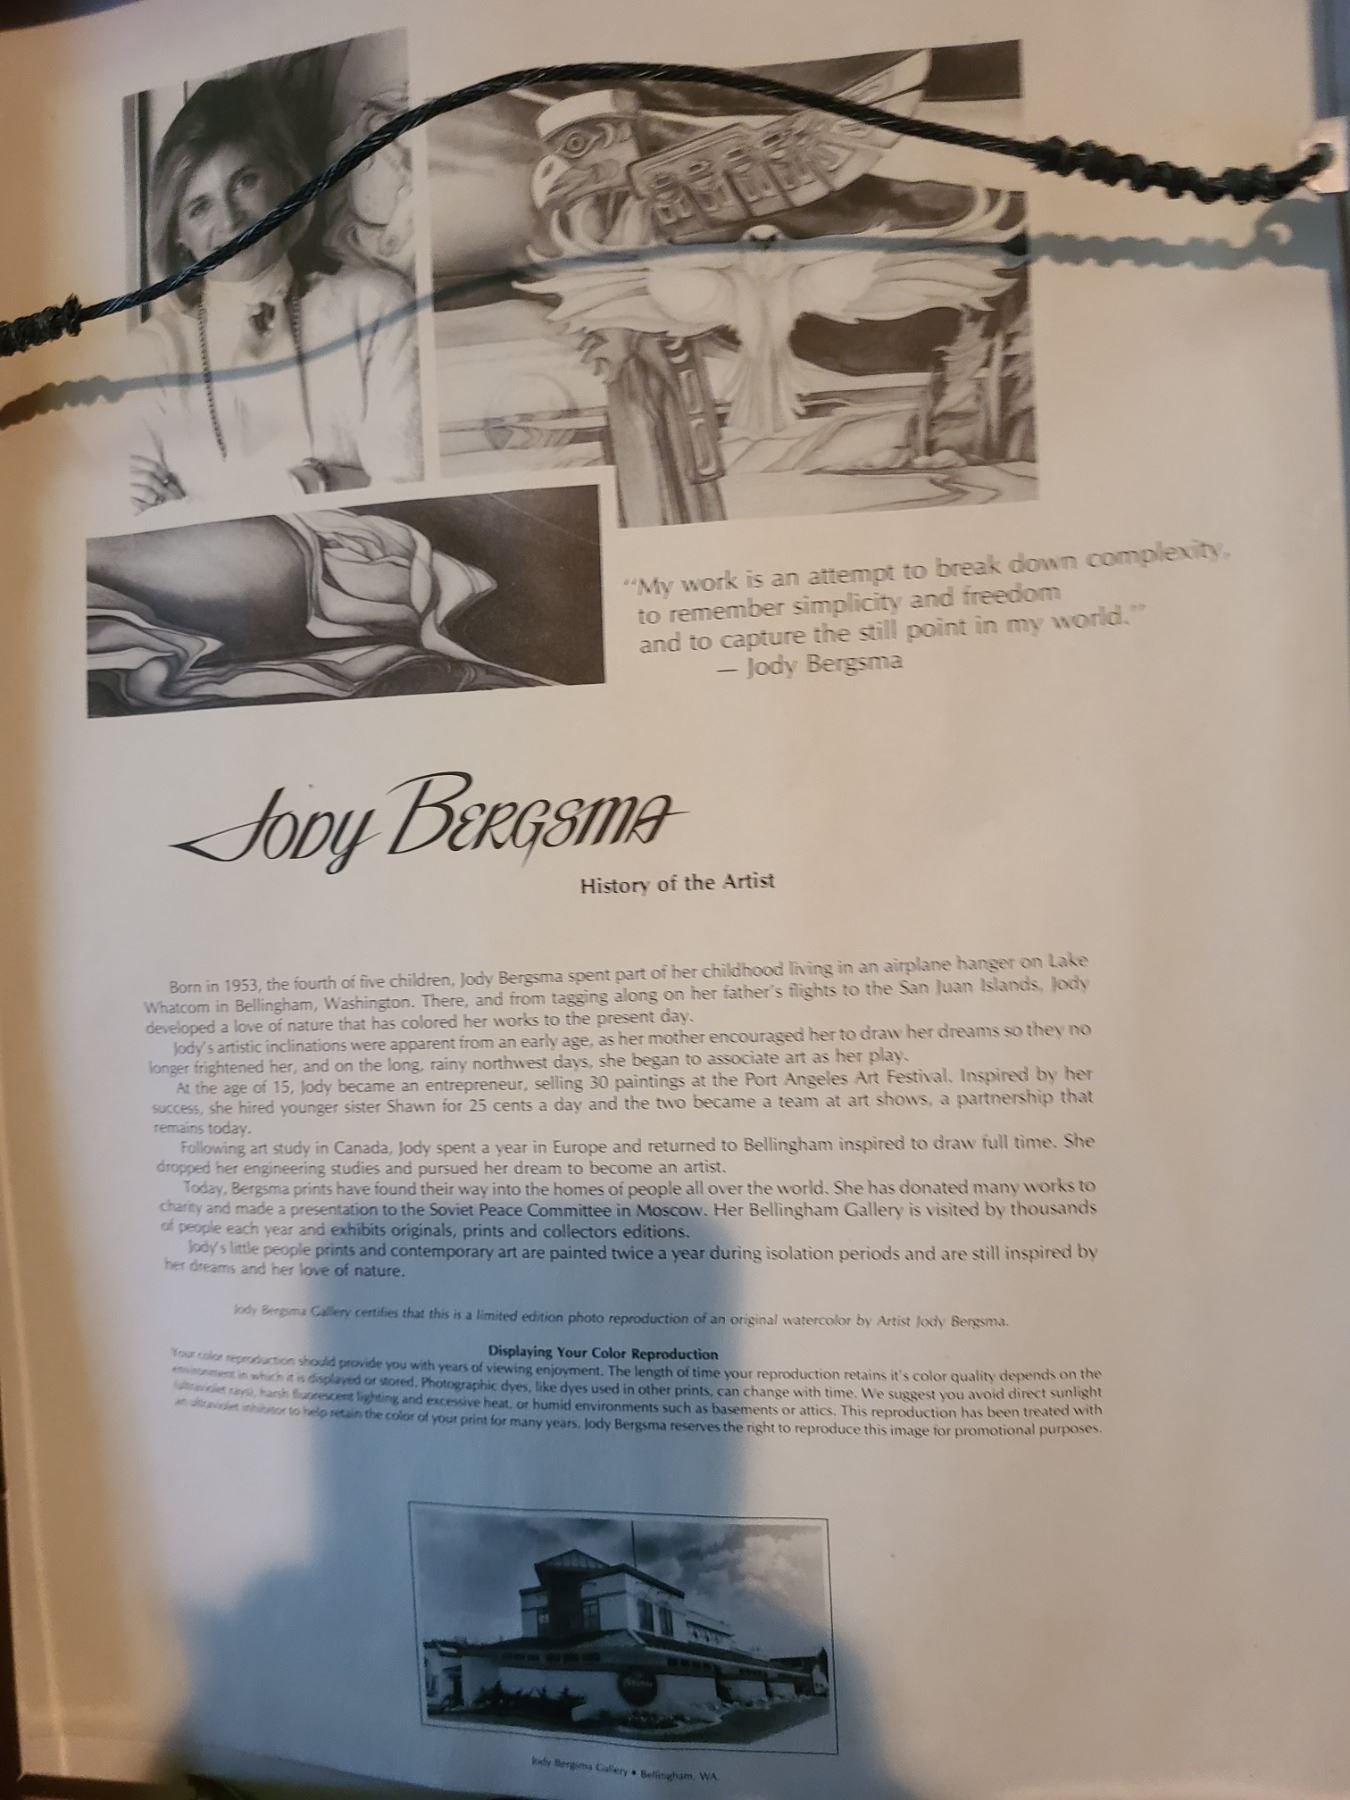 “My work is an attempt to break down complexity,
to remember simplicity and freedom
and to capture the still point in my world.”
— Jody Bergsma
JODY BERGSMA
History of the Artist
Born in 1953, the fourth of five children, Jody Bergsma spent part of her childhood living in an airplane hanger on Lake
Whatcom in Bellingham, Washington. There, and from tagging along on her father's flights to the San Juan Islands, Jody
developed a love of nature that has colored her works to the present day.
Jody's artistic inclinations were apparent from an early age, as her mother encouraged her to draw her dreams so they no
longer frightened her, and on the long, rainy northwest days, she began to associate art as her play.
At the age of 15, Jody became an entrepreneur, selling 30 paintings at the Port Angeles Art Festival. Inspired by her
success, she hired younger sister Shawn for 25 cents a day and the two became a team at art shows, a partnership that
remains today.
Following art study in Canada, Jody spent a year in Europe and returned to Bellingham inspired to draw full time. She
dropped her engineering studies and pursued her dream to become an artist.
Today, Bergsma prints have found their way into the homes of people all over the world. She has donated many works to
charity and made a presentation to the Soviet Peace Committee in Moscow. Her Bellingham Gallery is visited by thousands
of people each year and exhibits originals, prints and collectors editions.
Jody's little people prints and contemporary art are painted twice a year during isolation periods and are still inspired by
her dreams and her love of nature.
Jody Bergsma Gallery certifies that this is a limited edition photo reproduction of an original watercolor by Artist Jody Bergsma.
Displaying Your Color Reproduction
Your color reproduction should provide you with years of viewing enjoyment. The length of time your reproduction retains it's color quality depends on the
environment in which it is displayed or stored. Photographic dyes, like dyes used in other prints, can change with time. We suggest you avoid direct sunlight
(ultraviolet rays), harsh fluorescent lighting and excessive heat, or humid environments such as basements or attics. This reproduction has been treated with
an ultraviolet inhibitor to help retain the color of your print for many years. Jody Bergsma reserves the right to reproduce this image for promotional purposes.
Jody Bergsma Gallery • Bellingham, WA